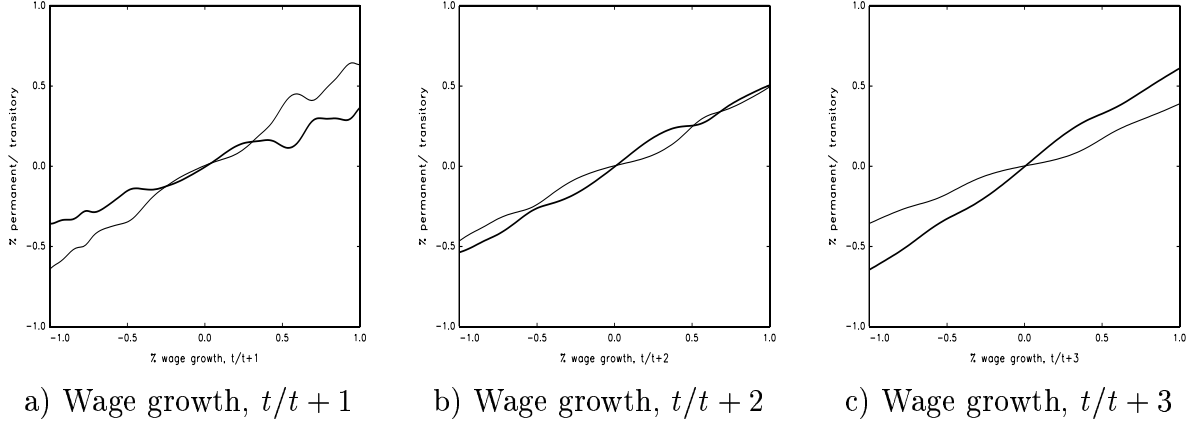 1.0
0.5
0.0
−0.5
−1.0
% permanent/ transitory
−1.0 −0.5 0.0 0.5 1.0
% wage growth, t/t+1
a) Wage growth, t/t + 1
1.0
0.5
0.0
−0.5
−1.0
% permanent/ transitory
−1.0 −0.5 0.0 0.5 1.0
% wage growth, t/t+2
b) Wage growth, t/t + 2
1.0
0.5
0.0
−0.5
−1.0
% permanent/ transitory
−1.0 −0.5 0.0 0.5 1.0
% wage growth, t/t+3
c) Wage growth, t/t + 3